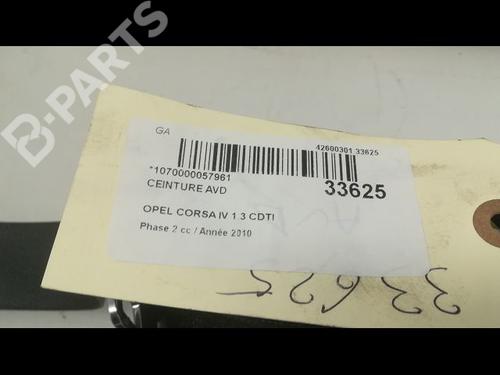 B-PARTS
GA
42600301 33625
*1070000057961
33625
CEINTURE AVD
OPEL CORSA IV 1 3 CDTI
Phase 2 cc / Année 2010
33625